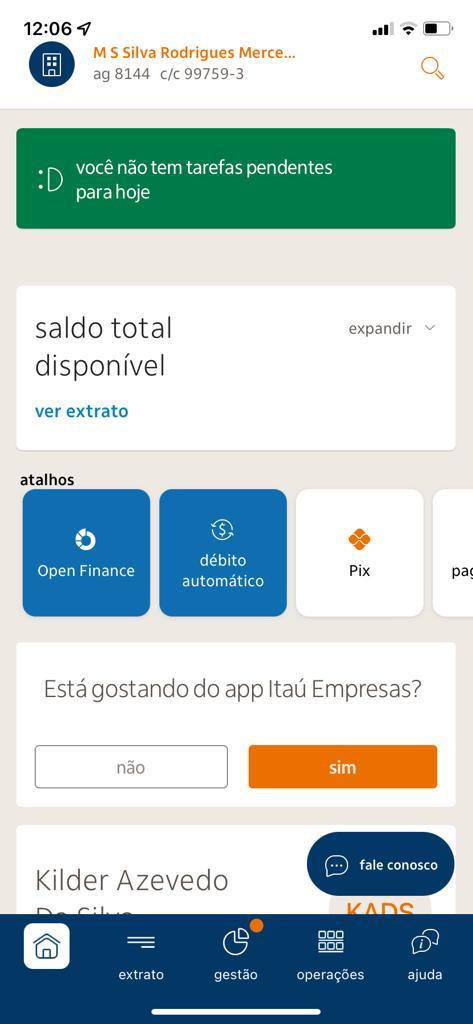 12:06
M S Silva Rodrigues Merce...
ag 8144 c/c 99759-3
:D você não tem tarefas pendentes
para hoje
saldo total
disponível
expandir
ver extrato
atalhos
Open Finance
débito
automático
Pix
pag
Está gostando do app Itaú Empresas?
não
sim
Kilder Azevedo
Da Silva
fale conosco
KADS
extrato
gestão
operações
ajuda